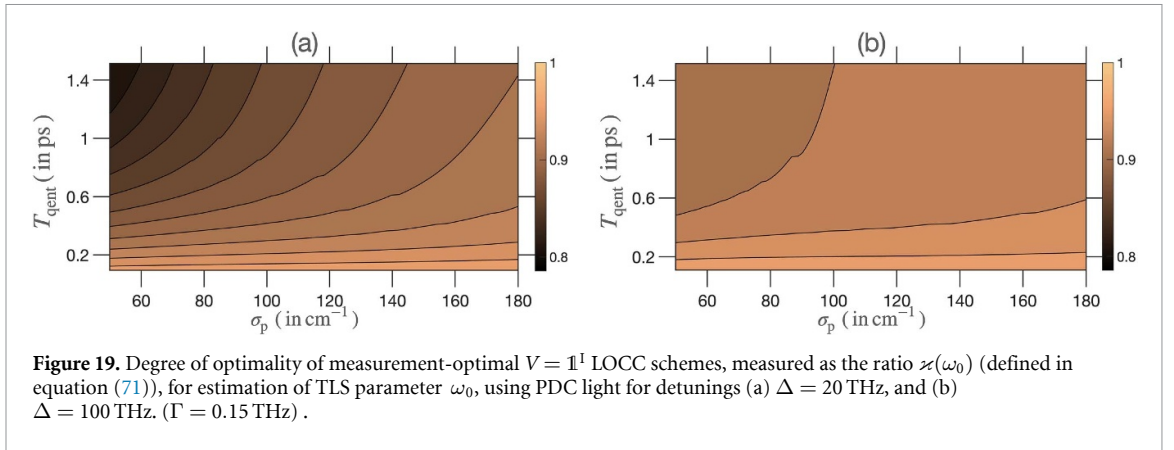 (a)
(b)
T_qent (in ps)
1.4
1
0.6
0.2
60 80 100 120 140 160 180
σ_p (in cm⁻¹)
1
0.9
0.8
T_qent (in ps)
1.4
1
0.6
0.2
60 80 100 120 140 160 180
σ_p (in cm⁻¹)
1
0.9
0.8
Figure 19. Degree of optimality of measurement-optimal V = 𝟙ᴵ LOCC schemes, measured as the ratio ϰ(ω₀) (defined in
equation (71)), for estimation of TLS parameter ω₀, using PDC light for detunings (a) Δ = 20 THz, and (b)
Δ = 100 THz. (Γ = 0.15 THz) .